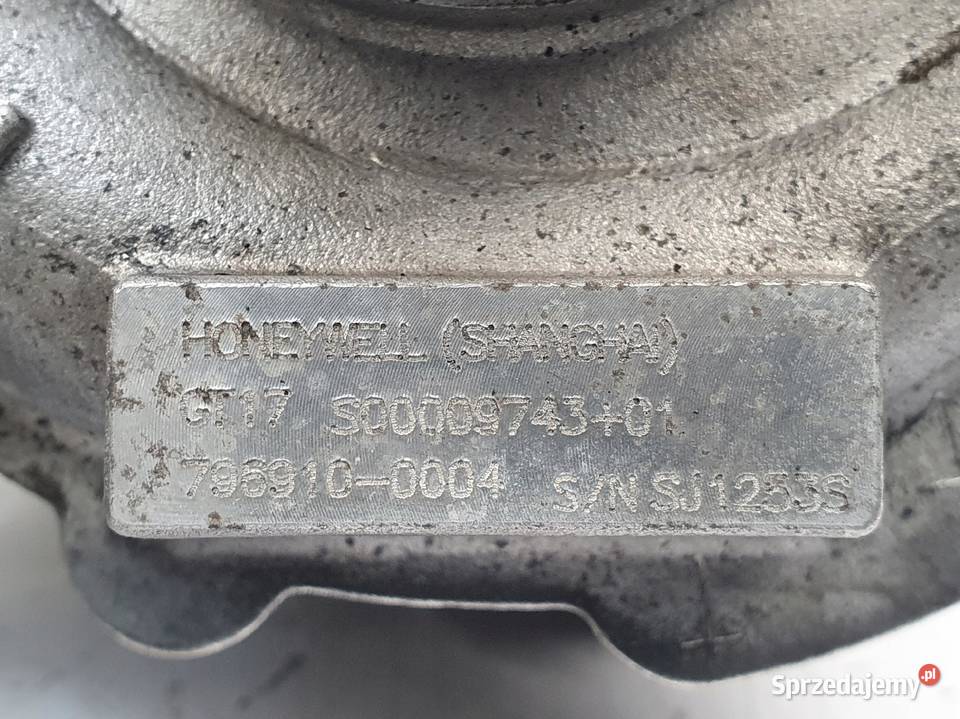 HONEYWELL (SHANGHAI)
GT17 S00009743+01
796910-0004 S/N SJ1253S
Sprzedajemy.pl